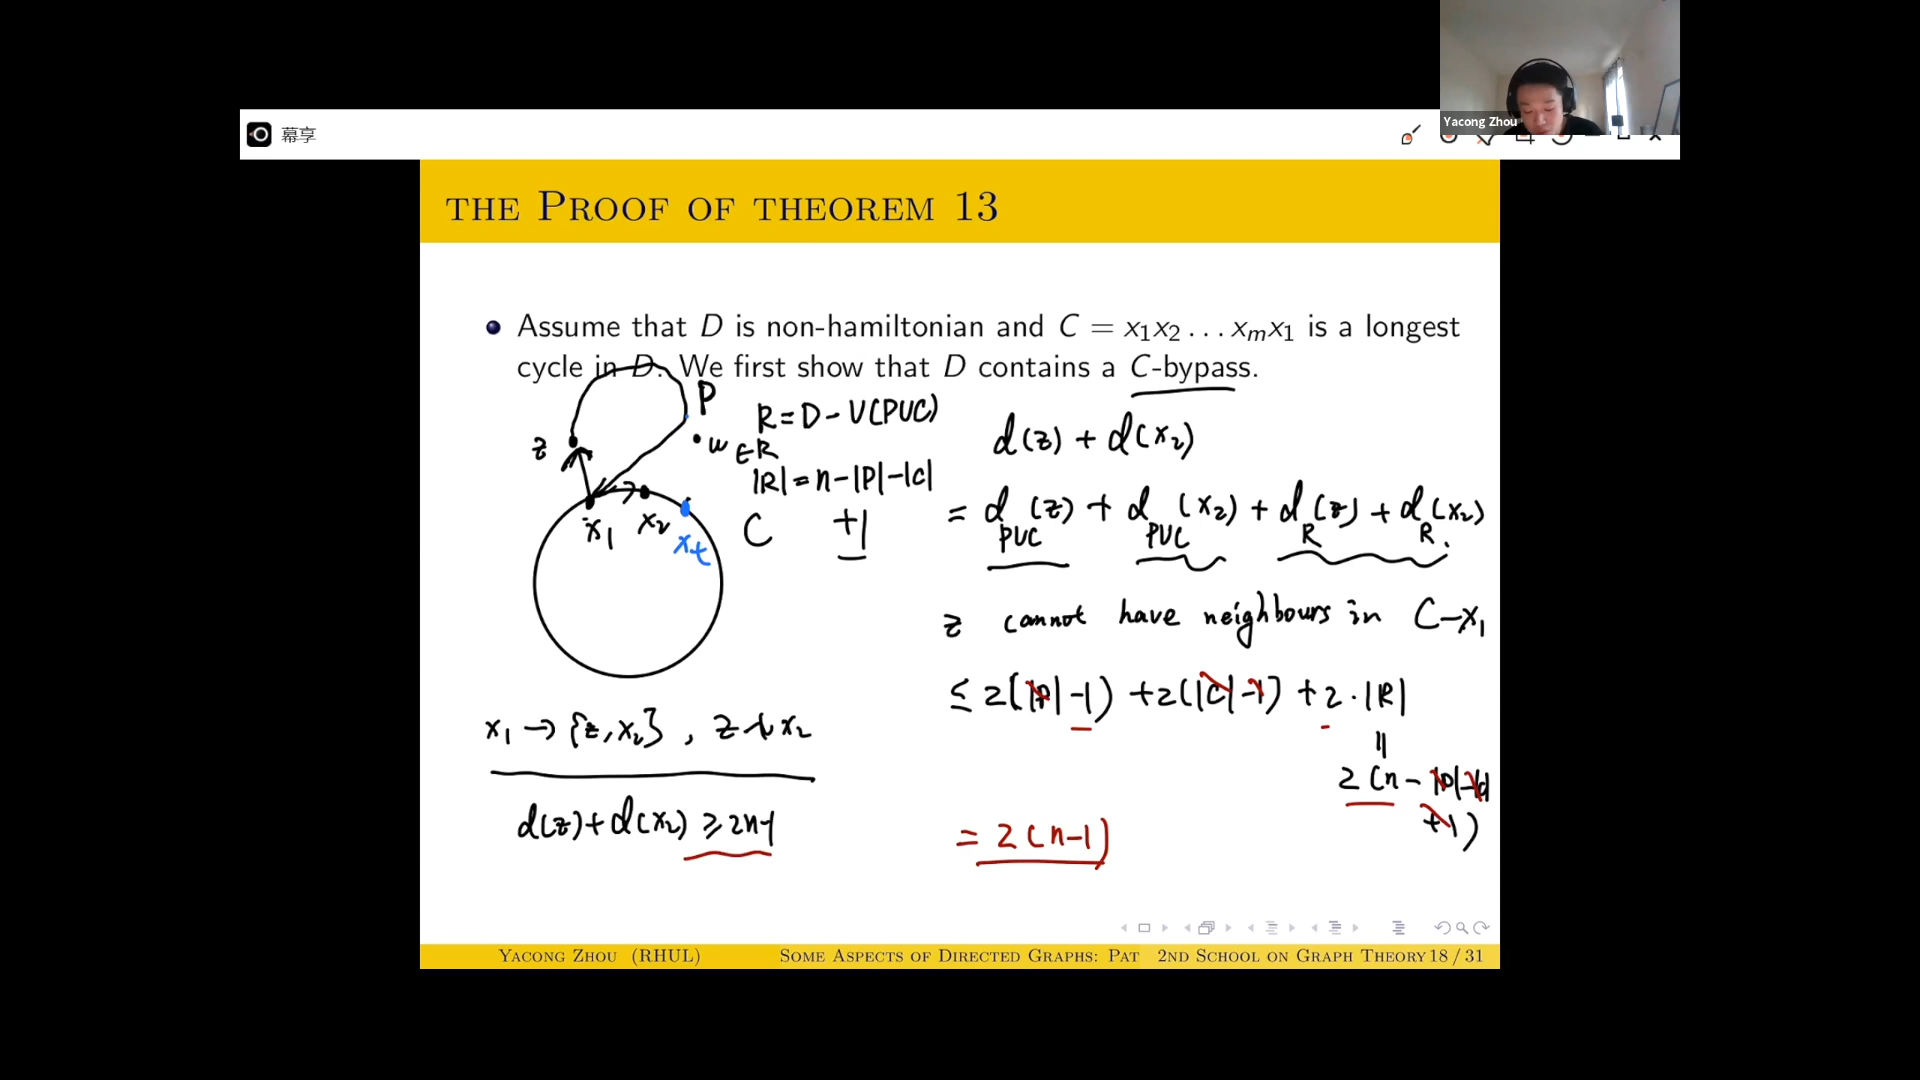 Yacong Zhou
幕享
THE PROOF OF THEOREM 13
Assume that D is non-hamiltonian and C = x₁x₂ . . . xₘx₁ is a longest
cycle in D. We first show that D contains a C-bypass.
P
R = D - V(PUC)
z
w ∈ R
|R| = n - |P| - |C|
+1
x₁
x₂
xₜ
C
x₁ → {z, x₂} , z ≁ x₂
d(z) + d(x₂) ≥ 2n-1
d(z) + d(x₂)
= d_PUC (z) + d_PUC (x₂) + d_R (z) + d_R (x₂)
z cannot have neighbours in C-x₁
≤ 2(|P| -1) + 2(|C| -1) + 2 · |R|
||
2 (n - |P| - |C|
+1)
= 2(n-1)
YACONG ZHOU (RHUL)
SOME ASPECTS OF DIRECTED GRAPHS: PAT
2ND SCHOOL ON GRAPH THEORY 18 / 31